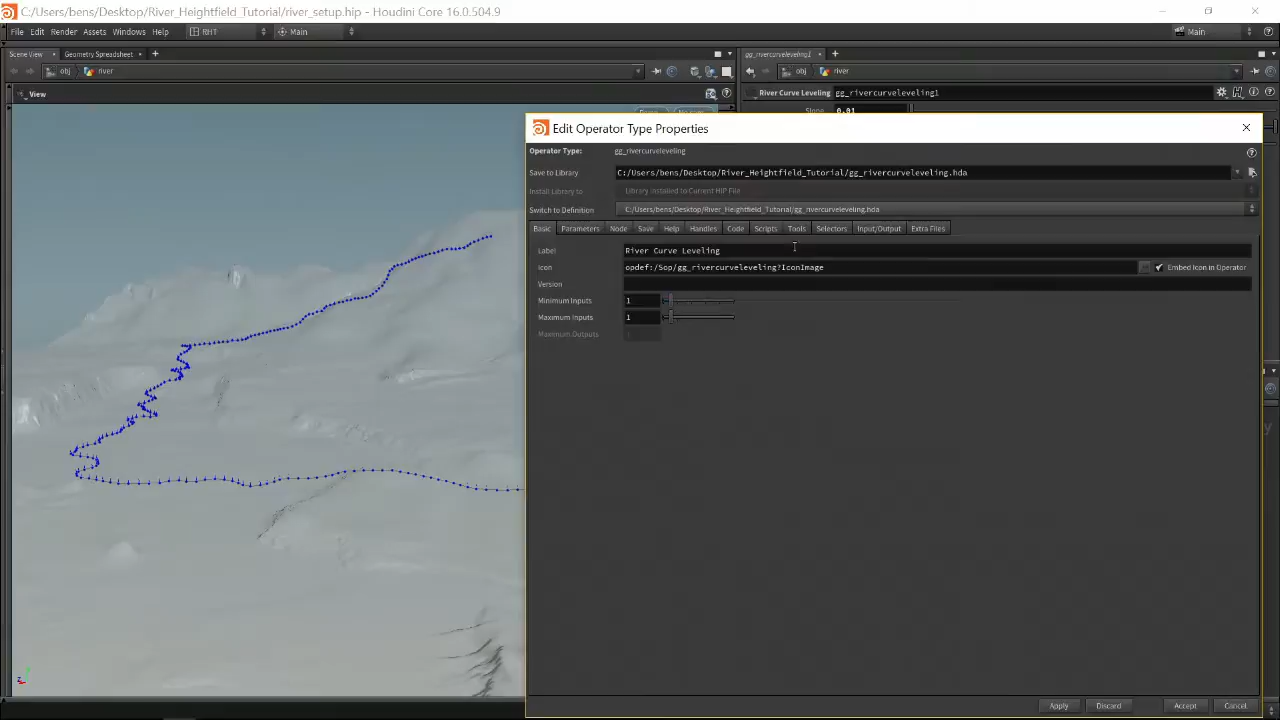 C:/Users/bens/Desktop/River_Heightfield_Tutorial/river_setup.hip - Houdini Core 16.0.504.9
File Edit Render Assets Windows Help RHT Main Main
Scene View Geometry Spreadsheet gg_rivercurveleveling1
obj river obj river
View River Curve Leveling gg_rivercurveleveling1
Slope 0.01
Edit Operator Type Properties
Operator Type: gg_rivercurveleveling
Save to Library C:/Users/bens/Desktop/River_Heightfield_Tutorial/gg_rivercurveleveling.hda
Install Library to Library Installed to Current HIP File
Switch to Definition C:/Users/bens/Desktop/River_Heightfield_Tutorial/gg_rivercurveleveling.hda
Basic Parameters Node Save Help Handles Code Scripts Tools Selectors Input/Output Extra Files
Label River Curve Leveling
Icon opdef:/Sop/gg_rivercurveleveling?IconImage Embed Icon in Operator
Version
Minimum Inputs 1
Maximum Inputs 1
Maximum Outputs
Apply Discard Accept Cancel